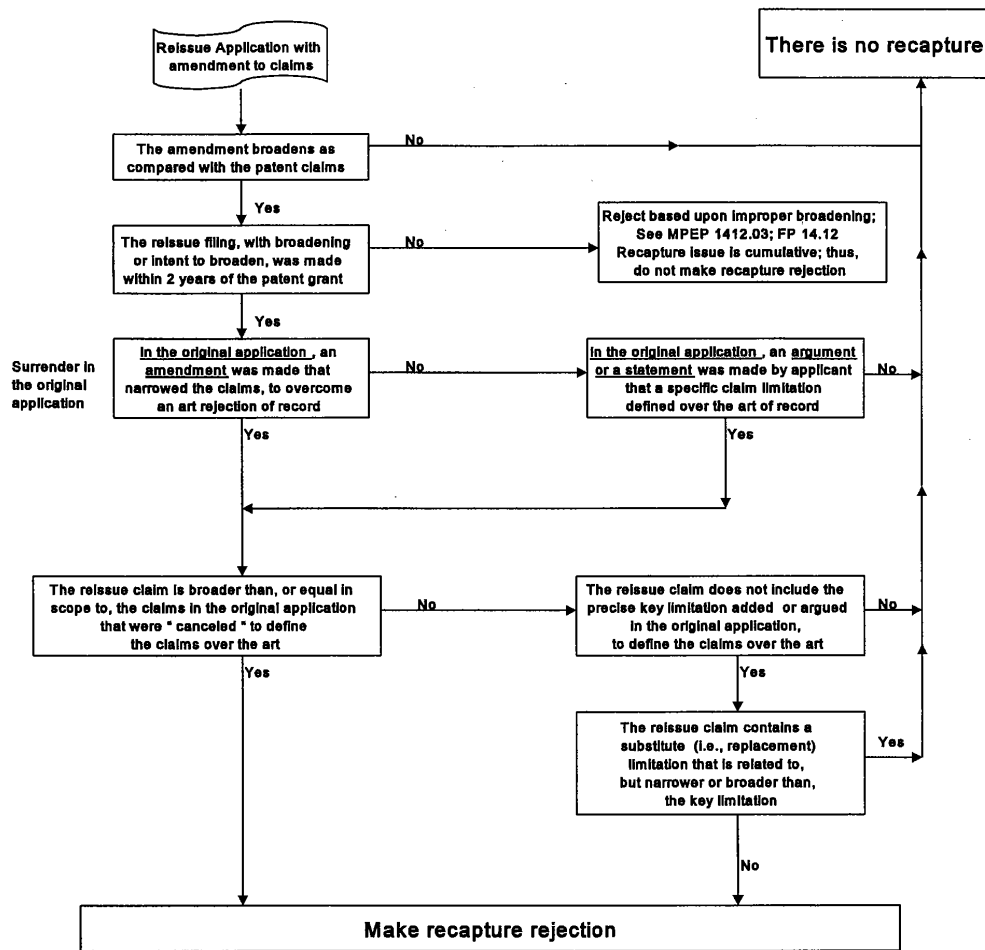 Reissue Application with
amendment to claims
There is no recapture
The amendment broadens as
compared with the patent claims
No
Yes
The reissue filing, with broadening
or intent to broaden, was made
within 2 years of the patent grant
No
Reject based upon improper broadening;
See MPEP 1412.03; FP 14.12
Recapture issue is cumulative; thus,
do not make recapture rejection
Yes
Surrender in
the original
application
In the original application , an
amendment was made that
narrowed the claims, to overcome
an art rejection of record
No
In the original application , an argument
or a statement was made by applicant
that a specific claim limitation
defined over the art of record
No
Yes
Yes
The reissue claim is broader than, or equal in
scope to, the claims in the original application
that were " canceled " to define
the claims over the art
No
The reissue claim does not include the
precise key limitation added or argued
in the original application,
to define the claims over the art
No
Yes
Yes
The reissue claim contains a
substitute (i.e., replacement)
limitation that is related to,
but narrower or broader than,
the key limitation
Yes
No
Make recapture rejection